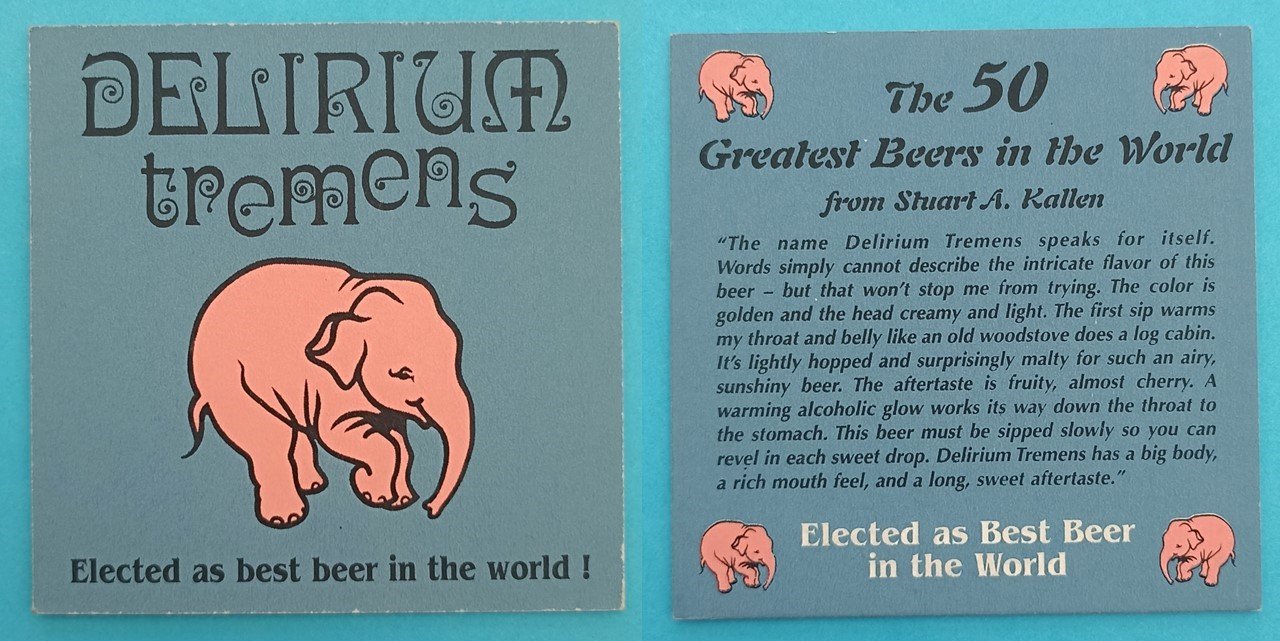 DELIRIUM
tremens
Elected as best beer in the world !
The 50
Greatest Beers in the World
from Stuart A. Kallen
“The name Delirium Tremens speaks for itself.
Words simply cannot describe the intricate flavor of this
beer – but that won’t stop me from trying. The color is
golden and the head creamy and light. The first sip warms
my throat and belly like an old woodstove does a log cabin.
It’s lightly hopped and surprisingly malty for such an airy,
sunshiny beer. The aftertaste is fruity, almost cherry. A
warming alcoholic glow works its way down the throat to
the stomach. This beer must be sipped slowly so you can
revel in each sweet drop. Delirium Tremens has a big body,
a rich mouth feel, and a long, sweet aftertaste.”
Elected as Best Beer
in the World